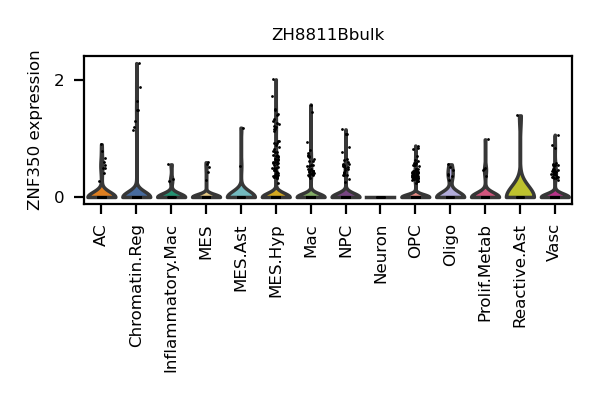 ZH8811Bbulk
ZNF350 expression
2
0
AC
Chromatin.Reg
Inflammatory.Mac
MES
MES.Ast
MES.Hyp
Mac
NPC
Neuron
OPC
Oligo
Prolif.Metab
Reactive.Ast
Vasc